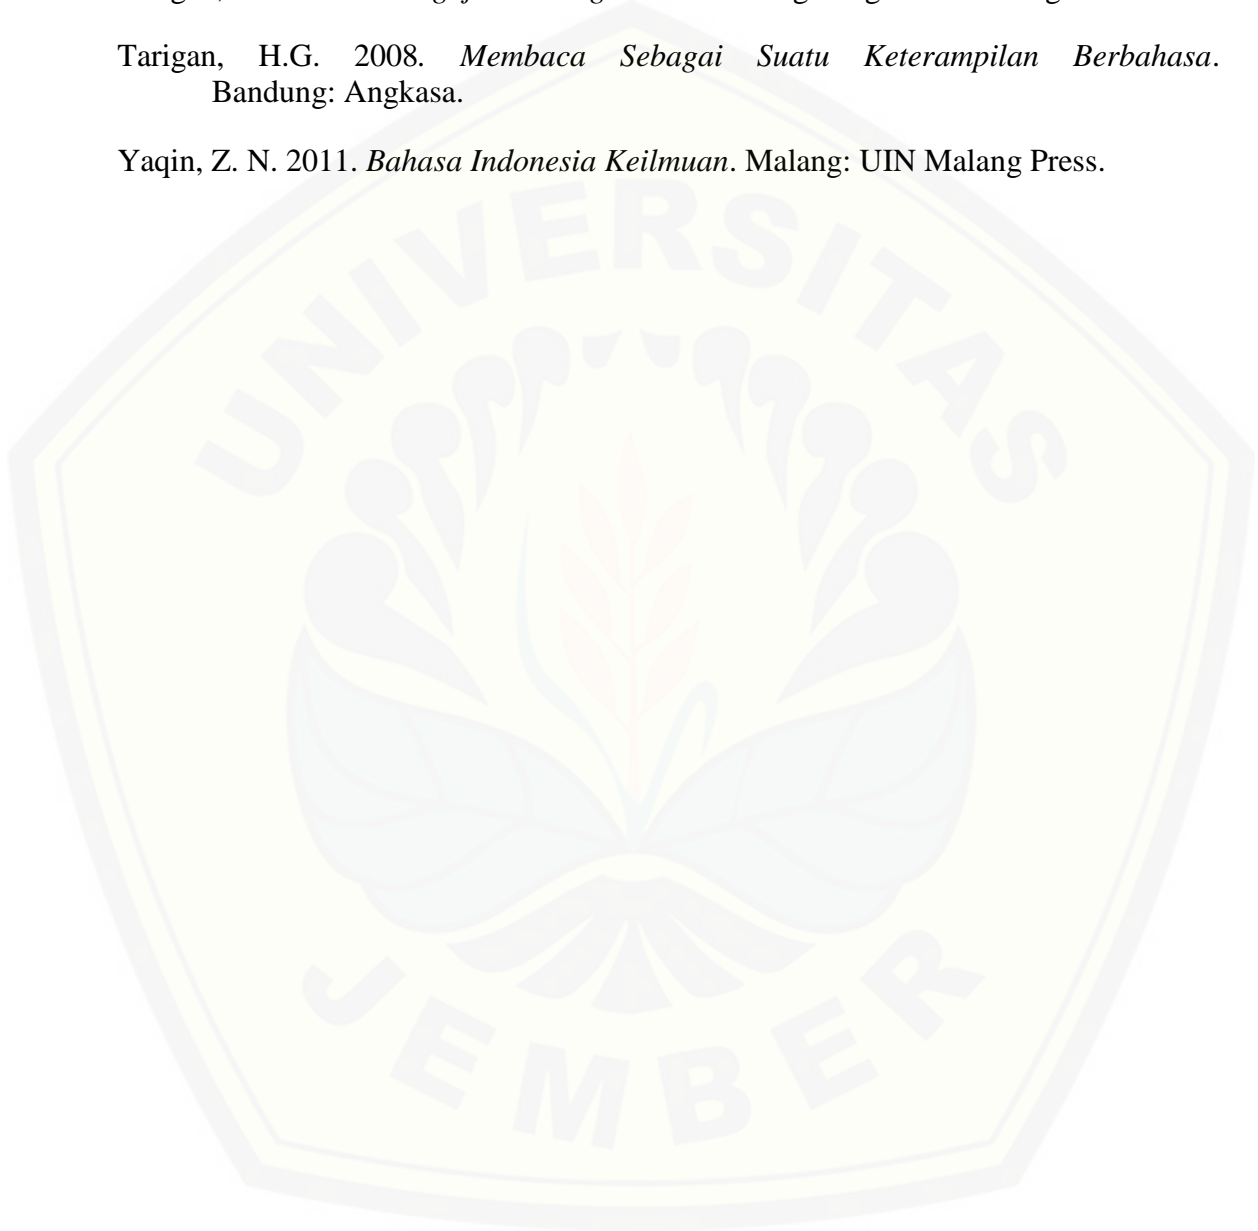 Tarigan, H.G. 2008. Membaca Sebagai Suatu Keterampilan Berbahasa.
Bandung: Angkasa.
Yaqin, Z. N. 2011. Bahasa Indonesia Keilmuan. Malang: UIN Malang Press.
UNIVERSITAS
JEMBER